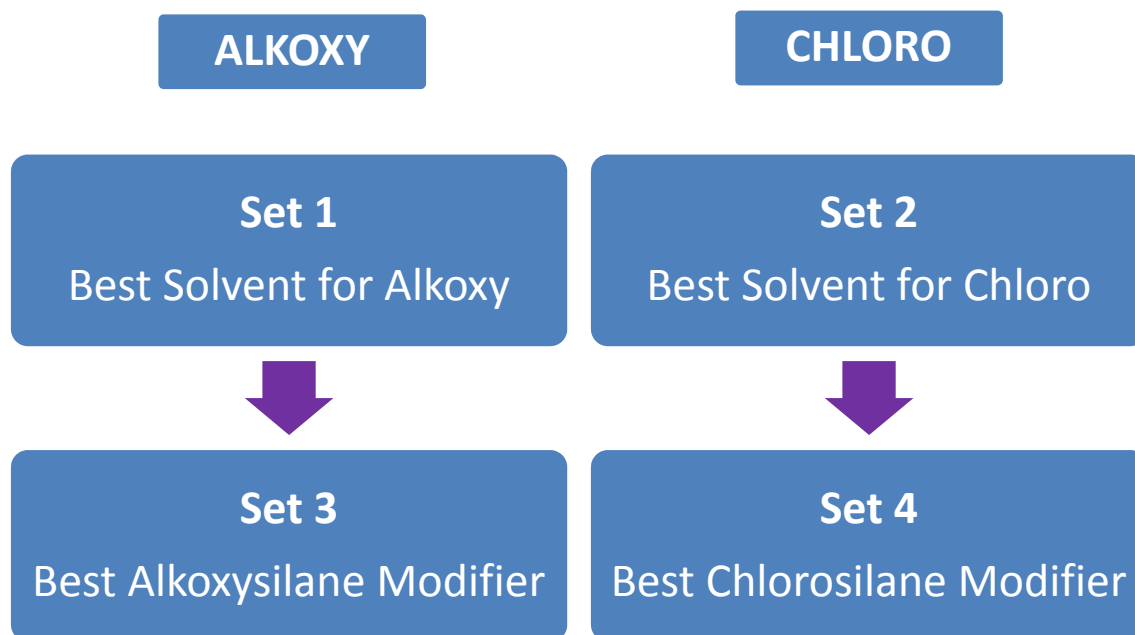 ALKOXY
CHLORO
Set 1
Best Solvent for Alkoxy
Set 2
Best Solvent for Chloro
Set 3
Best Alkoxysilane Modifier
Set 4
Best Chlorosilane Modifier